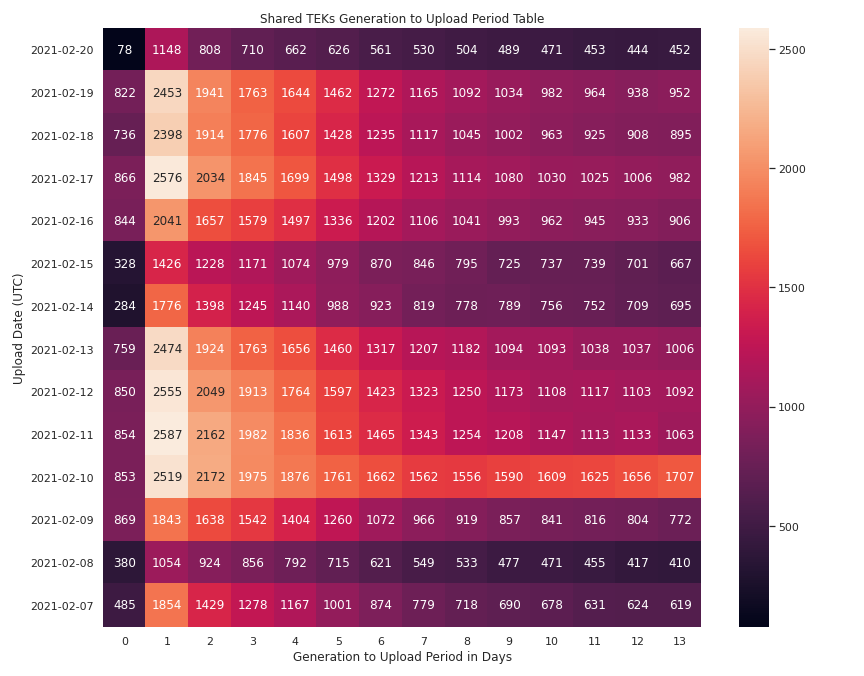 Shared TEKs Generation to Upload Period Table
Upload Date (UTC)
2021-02-20 78 1148 808 710 662 626 561 530 504 489 471 453 444 452
2021-02-19 822 2453 1941 1763 1644 1462 1272 1165 1092 1034 982 964 938 952
2021-02-18 736 2398 1914 1776 1607 1428 1235 1117 1045 1002 963 925 908 895
2021-02-17 866 2576 2034 1845 1699 1498 1329 1213 1114 1080 1030 1025 1006 982
2021-02-16 844 2041 1657 1579 1497 1336 1202 1106 1041 993 962 945 933 906
2021-02-15 328 1426 1228 1171 1074 979 870 846 795 725 737 739 701 667
2021-02-14 284 1776 1398 1245 1140 988 923 819 778 789 756 752 709 695
2021-02-13 759 2474 1924 1763 1656 1460 1317 1207 1182 1094 1093 1038 1037 1006
2021-02-12 850 2555 2049 1913 1764 1597 1423 1323 1250 1173 1108 1117 1103 1092
2021-02-11 854 2587 2162 1982 1836 1613 1465 1343 1254 1208 1147 1113 1133 1063
2021-02-10 853 2519 2172 1975 1876 1761 1662 1562 1556 1590 1609 1625 1656 1707
2021-02-09 869 1843 1638 1542 1404 1260 1072 966 919 857 841 816 804 772
2021-02-08 380 1054 924 856 792 715 621 549 533 477 471 455 417 410
2021-02-07 485 1854 1429 1278 1167 1001 874 779 718 690 678 631 624 619
0 1 2 3 4 5 6 7 8 9 10 11 12 13
Generation to Upload Period in Days
2500
2000
1500
1000
500